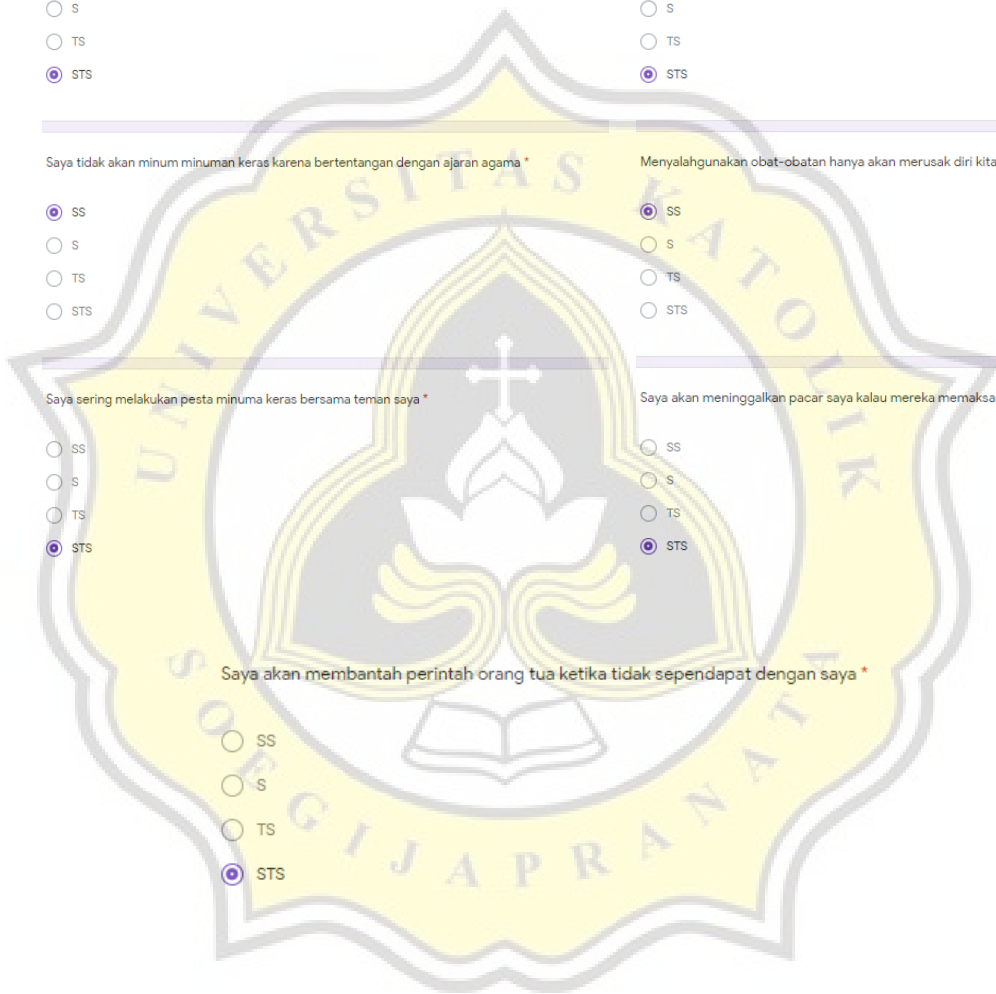 S
TS
STS
Saya tidak akan minum minuman keras karena bertentangan dengan ajaran agama *
SS
S
TS
STS
Saya sering melakukan pesta minuma keras bersama teman saya *
SS
S
TS
STS
S
TS
STS
Menyalahgunakan obat-obatan hanya akan merusak diri kita
SS
S
TS
STS
Saya akan meninggalkan pacar saya kalau mereka memaksa
SS
S
TS
STS
Saya akan membantah perintah orang tua ketika tidak sependapat dengan saya *
SS
S
TS
STS
UNIVERSITAS KATOLIK
SOEGIJAPRANATA